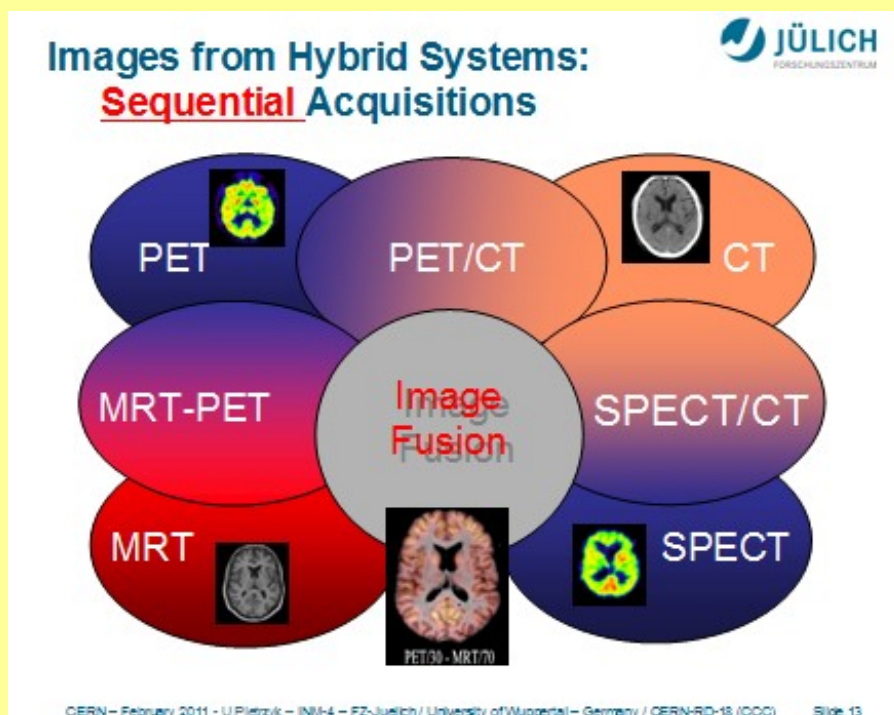 Images from Hybrid Systems:
Sequential Acquisitions
JÜLICH
FORSCHUNGSZENTRUM
PET
PET/CT
CT
MRT-PET
Image
Fusion
SPECT/CT
MRT
SPECT
PET/30 - MRT/70
CERN – February 2011 - U.Pietrzyk – INM-4 – FZ-Juelich / University of Wuppertal – Germany / CERN-RD-18 (CCC) Slide 13